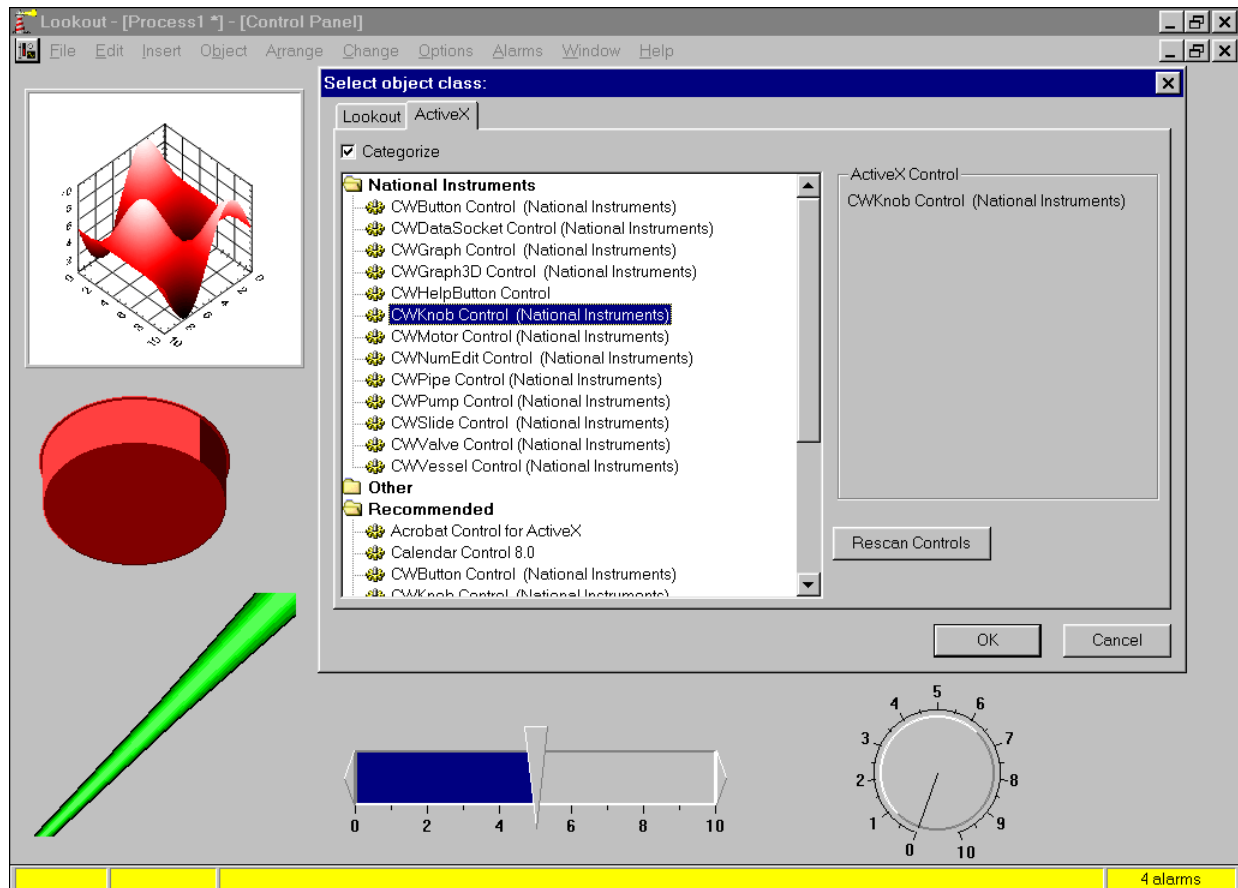 Lookout - [Process1 *] - [Control Panel]
File Edit Insert Object Arrange Change Options Alarms Window Help
Select object class:
Lookout ActiveX
Categorize
National Instruments
CWButton Control (National Instruments)
CWDataSocket Control (National Instruments)
CWGraph Control (National Instruments)
CWGraph3D Control (National Instruments)
CWHelpButton Control
CWKnob Control (National Instruments)
CWMotor Control (National Instruments)
CWNumEdit Control (National Instruments)
CWPipe Control (National Instruments)
CWPump Control (National Instruments)
CWSlide Control (National Instruments)
CWValve Control (National Instruments)
CWVessel Control (National Instruments)
Other
Recommended
Acrobat Control for ActiveX
Calendar Control 8.0
CWButton Control (National Instruments)
CWKnob Control (National Instruments)
ActiveX Control
CWKnob Control (National Instruments)
Rescan Controls
OK Cancel
0 2 4 6 8 10
0 1 2 3 4 5 6 7 8 9 10
4 alarms